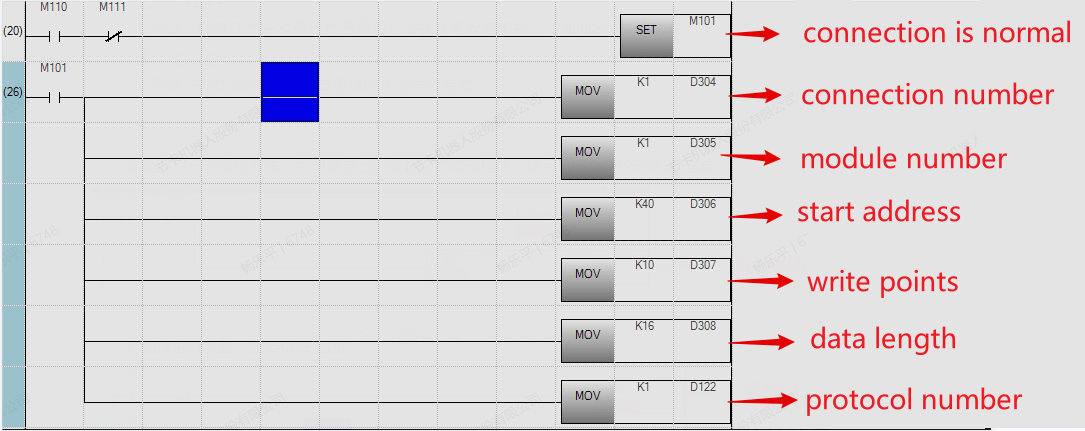 M110 M111
(20) SET M101 connection is normal
M101
(26) MOV K1 D304 connection number
MOV K1 D305 module number
MOV K40 D306 start address
MOV K10 D307 write points
MOV K16 D308 data length
MOV K1 D122 protocol number